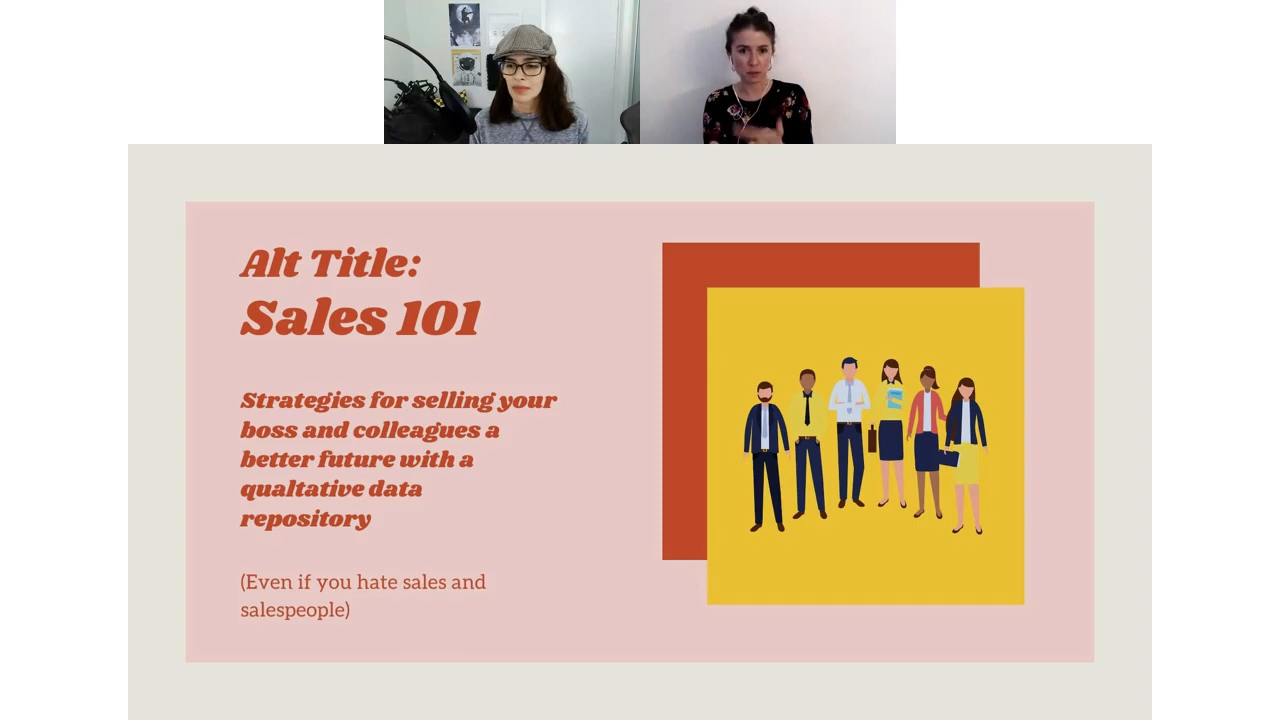 Alt Title:
Sales 101
Strategies for selling your
boss and colleagues a
better future with a
qualtative data
repository
(Even if you hate sales and
salespeople)